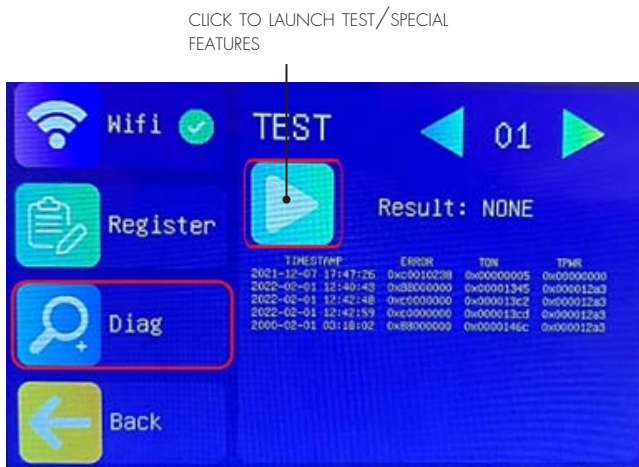 CLICK TO LAUNCH TEST/SPECIAL
FEATURES
Wifi
TEST
01
Register
Result: NONE
TIMESTAMP ERROR TON TPWR
2021-12-07 17:47:26 0xc0010238 0x00000005 0x00000000
2022-02-01 12:40:43 0x88000000 0x00001345 0x000012a3
2022-02-01 12:42:48 0xc0000000 0x000013c2 0x000012a3
2022-02-01 12:42:59 0xc0000000 0x000013cd 0x000012a3
2000-02-01 03:18:02 0x88000000 0x0000146c 0x000012a3
Diag
Back